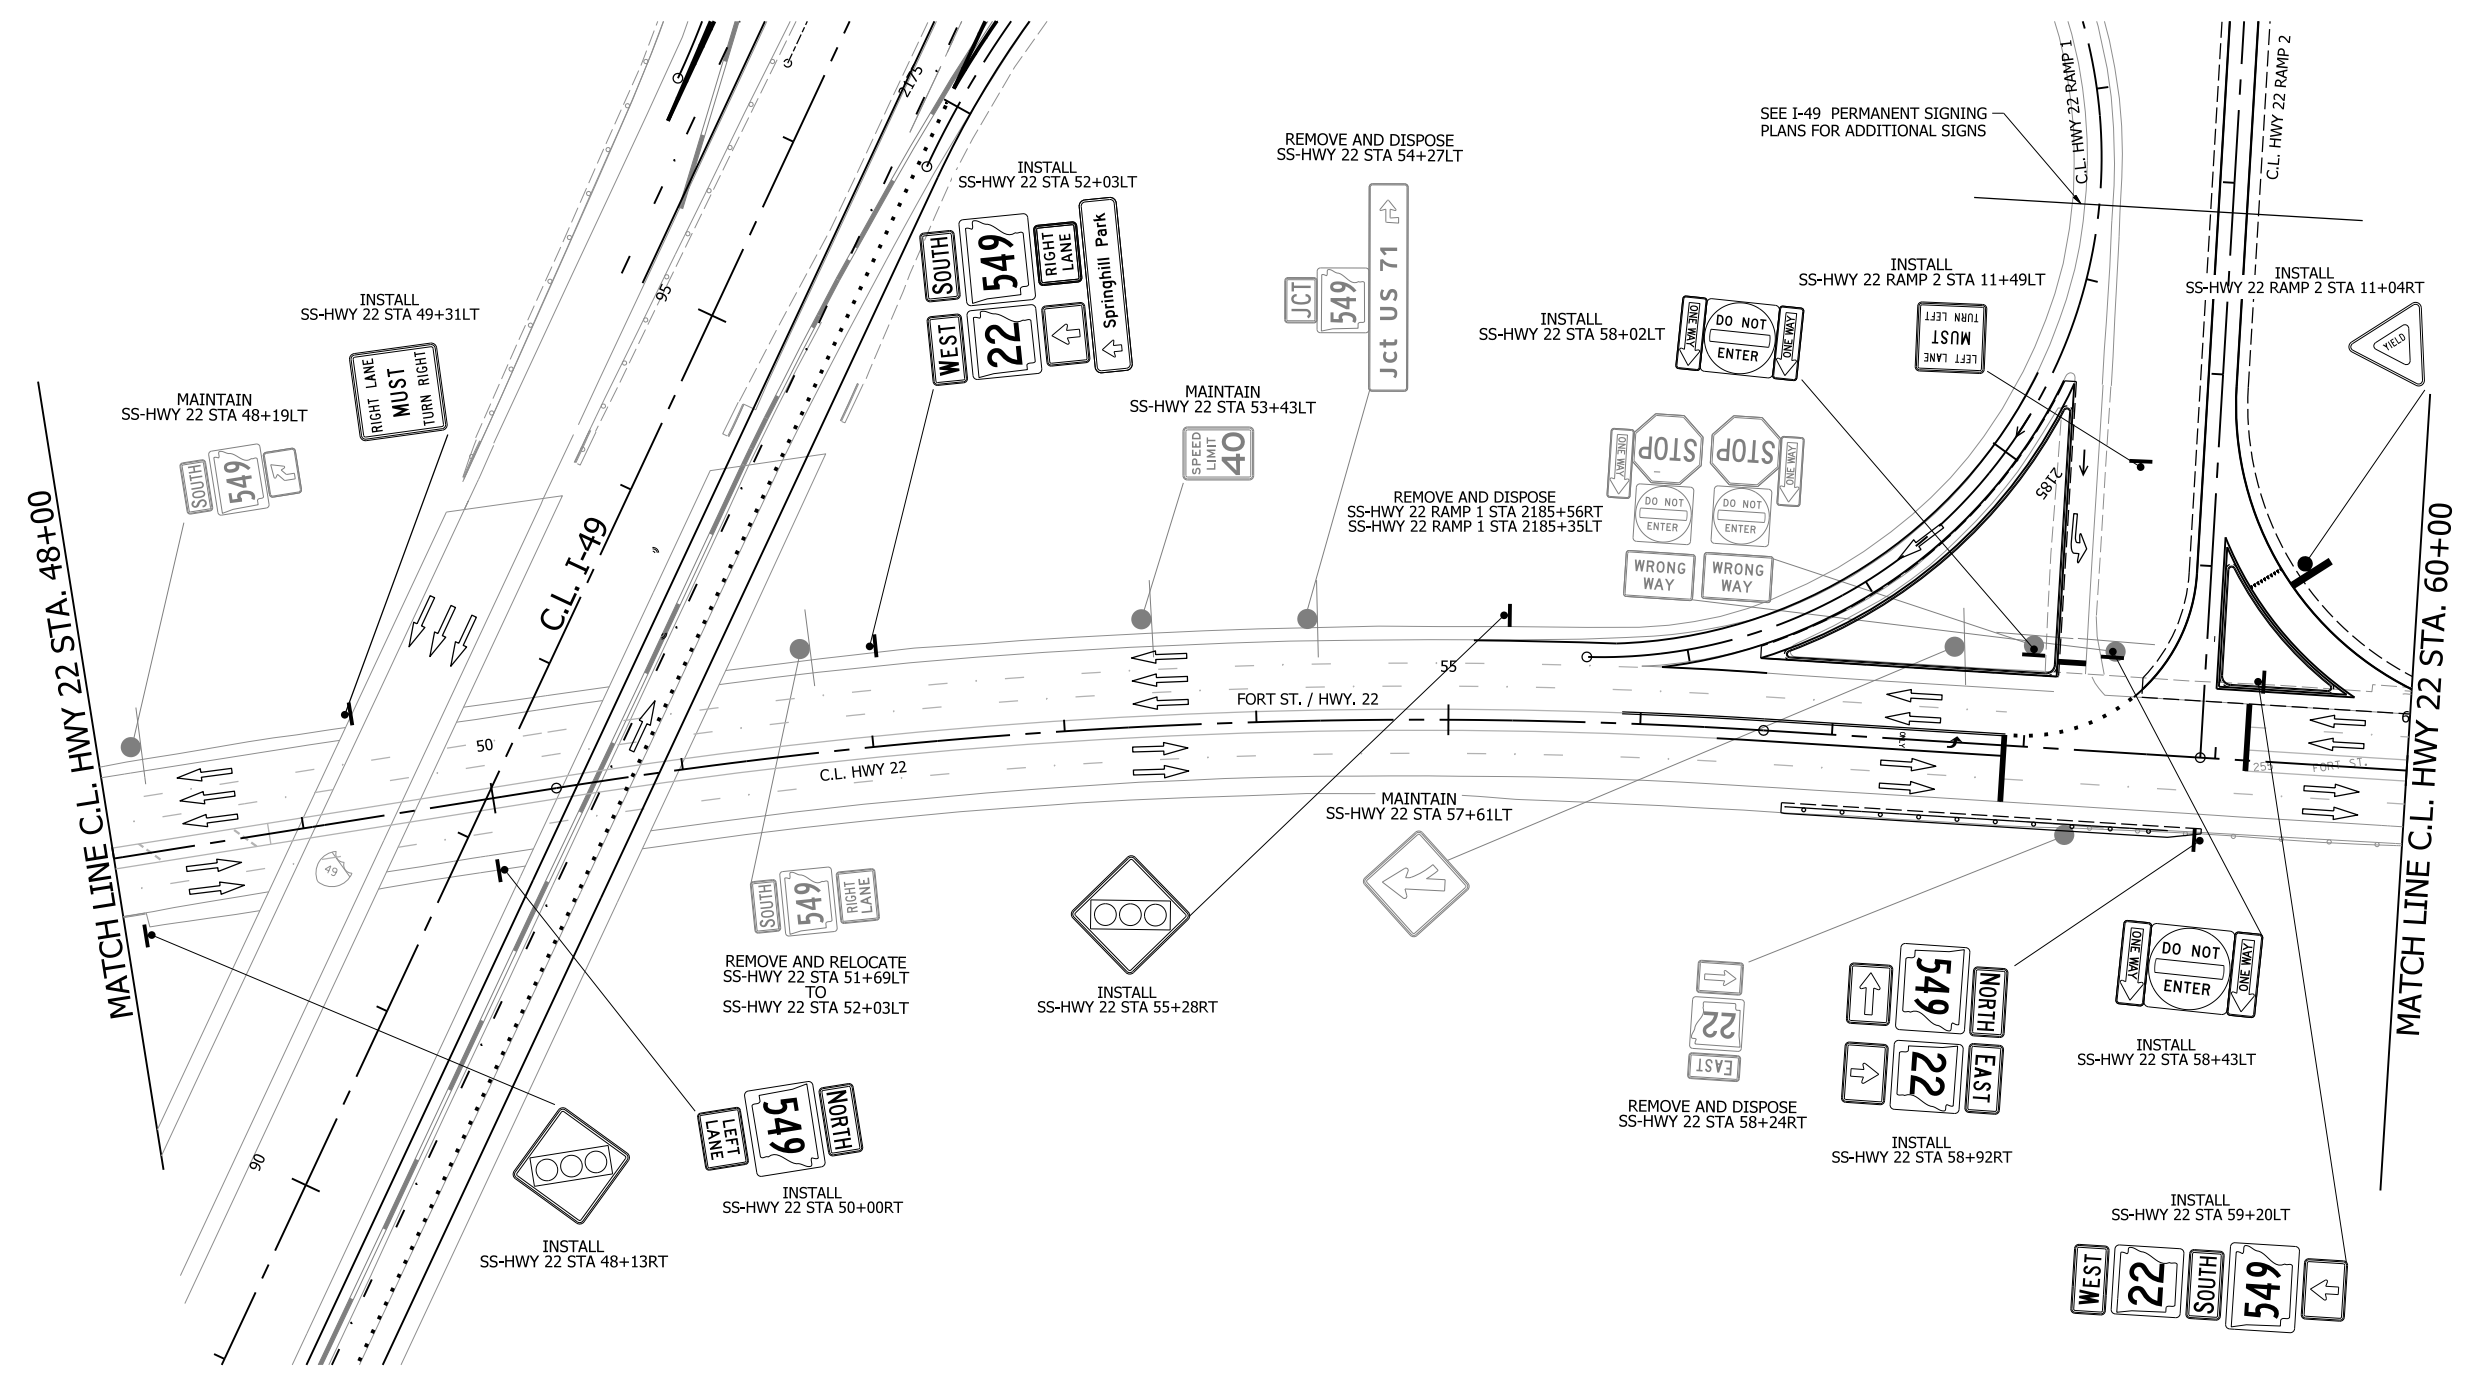 MATCH LINE C.L. HWY 22 STA. 48+00
MAINTAIN
SS-HWY 22 STA 48+19LT
SOUTH
549
INSTALL
SS-HWY 22 STA 49+31LT
RIGHT LANE
MUST
TURN RIGHT
C.L. I-49
95
90
2175
INSTALL
SS-HWY 22 STA 52+03LT
SOUTH
549
RIGHT
LANE
WEST
22
Springhill Park
REMOVE AND DISPOSE
SS-HWY 22 STA 54+27LT
JCT
549
Jct US 71
MAINTAIN
SS-HWY 22 STA 53+43LT
SPEED
LIMIT
40
INSTALL
SS-HWY 22 STA 58+02LT
ONE WAY
DO NOT
ENTER
ONE WAY
REMOVE AND DISPOSE
SS-HWY 22 RAMP 1 STA 2185+56RT
SS-HWY 22 RAMP 1 STA 2185+35LT
ONE WAY
STOP
DO NOT
ENTER
WRONG
WAY
STOP
ONE WAY
DO NOT
ENTER
WRONG
WAY
SEE I-49 PERMANENT SIGNING
PLANS FOR ADDITIONAL SIGNS
C.L. HWY 22 RAMP 1
C.L. HWY 22 RAMP 2
INSTALL
SS-HWY 22 RAMP 2 STA 11+49LT
LEFT LANE
MUST
TURN LEFT
INSTALL
SS-HWY 22 RAMP 2 STA 11+04RT
YIELD
2185
MATCH LINE C.L. HWY 22 STA. 60+00
50
55
6
FORT ST. / HWY. 22
C.L. HWY 22
ONLY
255
FORT ST.
49
SOUTH
549
RIGHT
LANE
REMOVE AND RELOCATE
SS-HWY 22 STA 51+69LT
TO
SS-HWY 22 STA 52+03LT
INSTALL
SS-HWY 22 STA 55+28RT
MAINTAIN
SS-HWY 22 STA 57+61LT
22
EAST
REMOVE AND DISPOSE
SS-HWY 22 STA 58+24RT
NORTH
549
EAST
22
INSTALL
SS-HWY 22 STA 58+92RT
ONE WAY
DO NOT
ENTER
ONE WAY
INSTALL
SS-HWY 22 STA 58+43LT
INSTALL
SS-HWY 22 STA 59+20LT
WEST
22
SOUTH
549
NORTH
549
LEFT
LANE
INSTALL
SS-HWY 22 STA 50+00RT
INSTALL
SS-HWY 22 STA 48+13RT